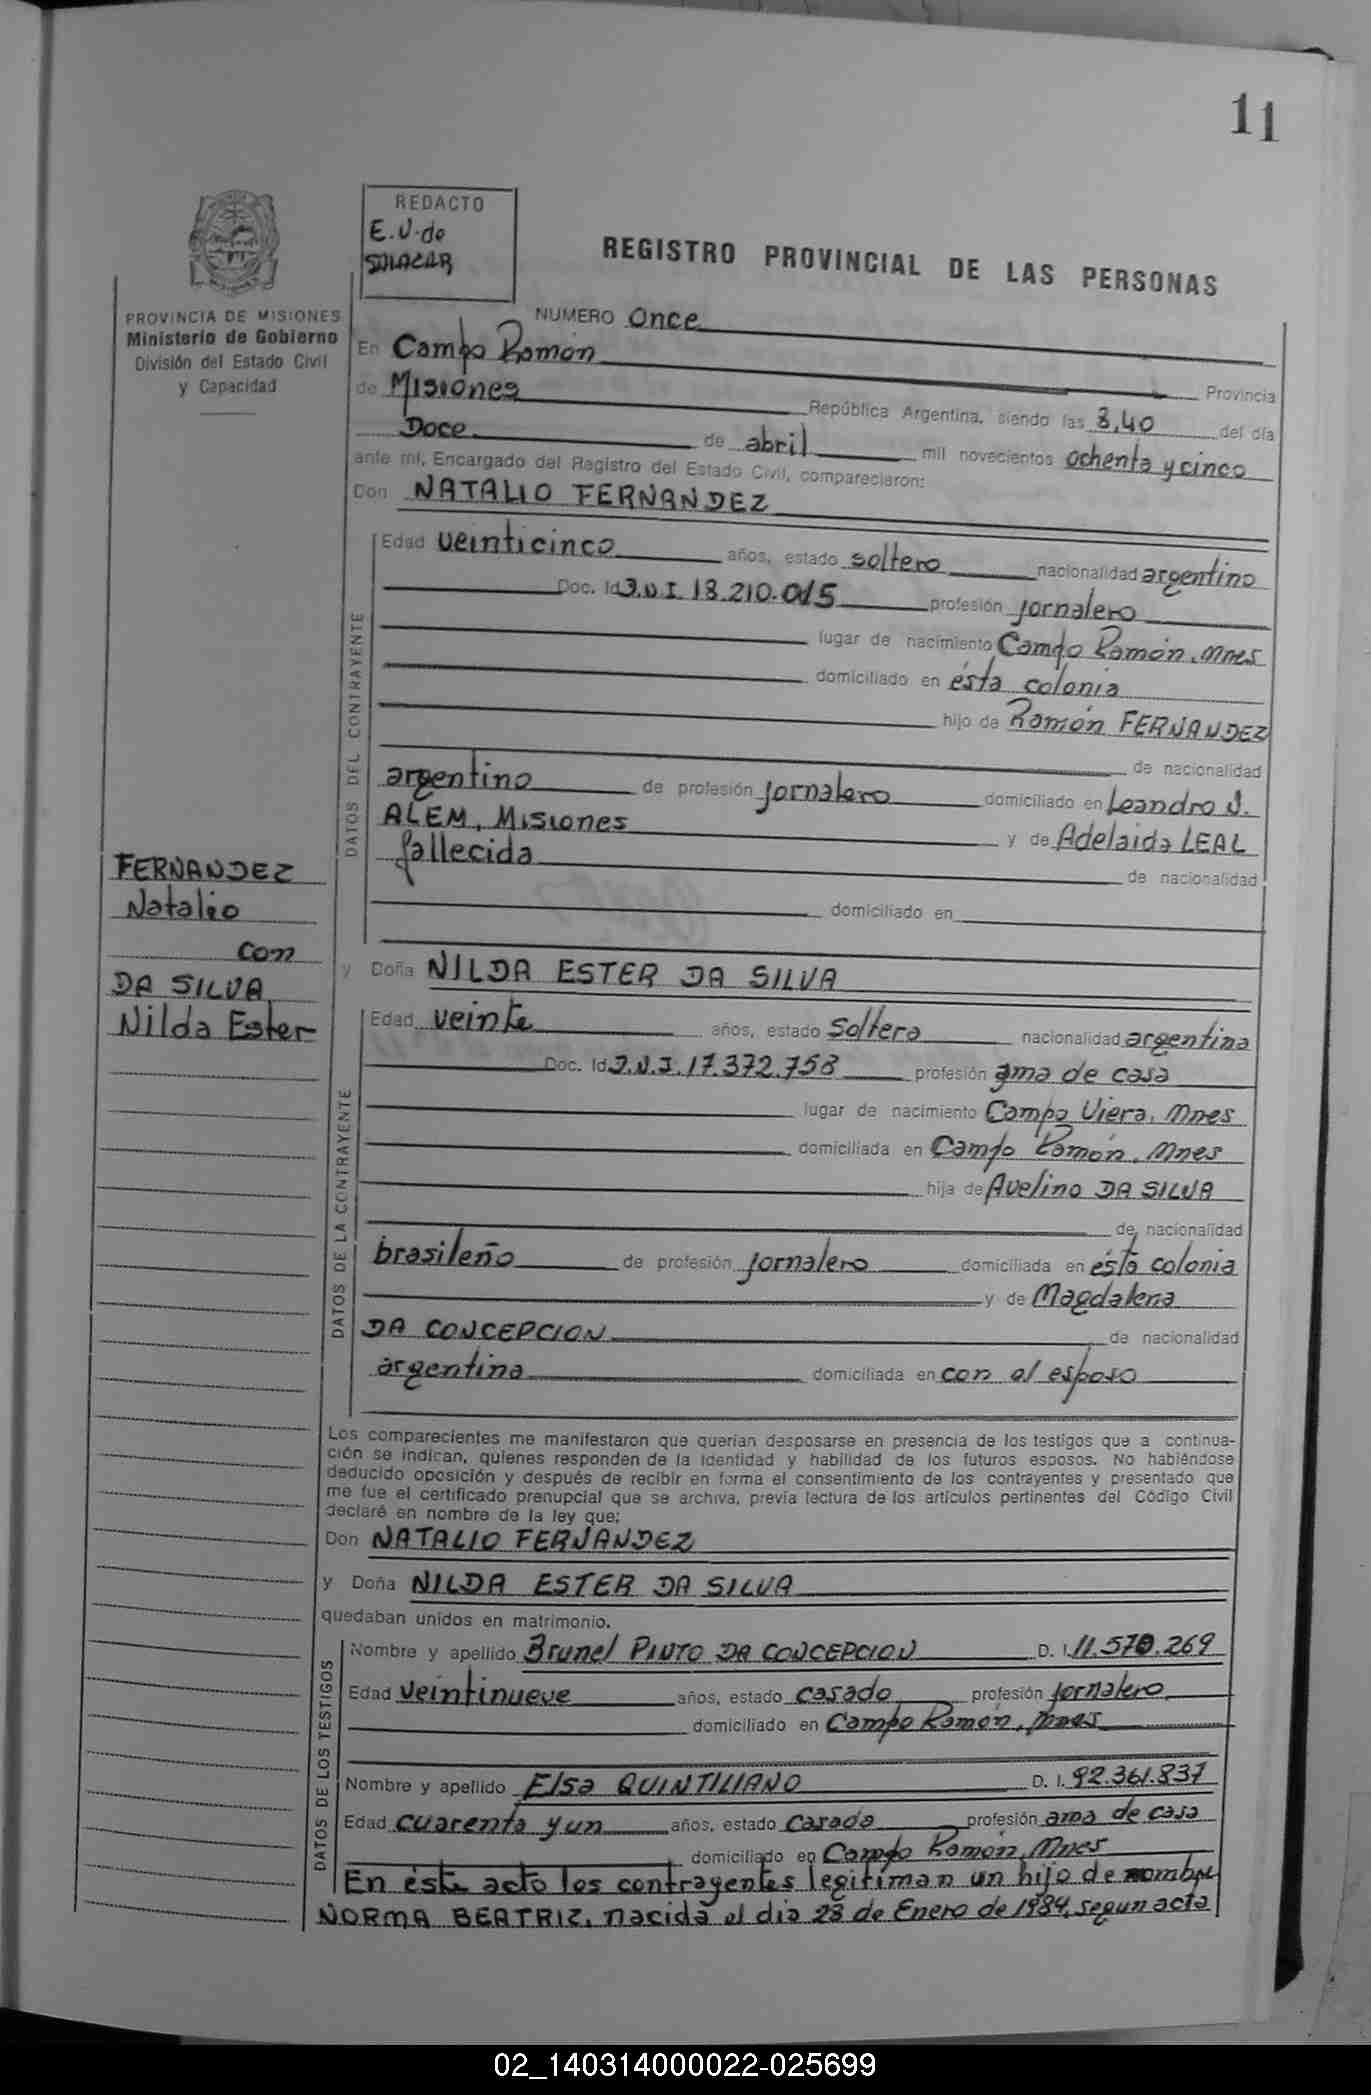 11
REDACTO
E.V. de
SOLAZAR
REGISTRO PROVINCIAL DE LAS PERSONAS
PROVINCIA DE MISIONES
Ministerio de Gobierno
División del Estado Civil
y Capacidad
NUMERO Once
En Campo Ramón
Provincia
de Misiones República Argentina, siendo las 8,40 del día
Doce de abril mil novecientos ochenta y cinco
ante mí, Encargado del Registro del Estado Civil, comparecieron:
Don NATALIO FERNANDEZ
DATOS DEL CONTRAYENTE
Edad veinticinco años, estado soltero nacionalidad argentino
Doc. Id D.N.I. 18.210.015 profesión jornalero
lugar de nacimiento Campo Ramón, Mnes
domiciliado en ésta colonia
hijo de Ramón FERNANDEZ
de nacionalidad
argentino de profesión jornalero domiciliado en Leandro N.
ALEM, Misiones y de Adelaida LEAL
fallecida de nacionalidad
domiciliado en
FERNANDEZ
Natalio
con
DA SILVA
Nilda Ester
y Doña NILDA ESTER DA SILVA
DATOS DE LA CONTRAYENTE
Edad veinte años, estado soltera nacionalidad argentina
Doc. Id D.N.I. 17.372.758 profesión ama de casa
lugar de nacimiento Campo Viera, Mnes
domiciliada en Campo Ramón, Mnes
hija de Avelino DA SILVA
de nacionalidad
brasileño de profesión jornalero domiciliada en ésta colonia
y de Magdalena
DA CONCEPCION de nacionalidad
argentina domiciliada en con el esposo
Los comparecientes me manifestaron que querían desposarse en presencia de los testigos que a continua-
ción se indican, quienes responden de la identidad y habilidad de los futuros esposos. No habiéndose
deducido oposición y después de recibir en forma el consentimiento de los contrayentes y presentado que
me fue el certificado prenupcial que se archiva, previa lectura de los artículos pertinentes del Código Civil
declaré en nombre de la ley que:
Don NATALIO FERNANDEZ
y Doña NILDA ESTER DA SILVA
quedaban unidos en matrimonio.
DATOS DE LOS TESTIGOS
Nombre y apellido Brunel PINTO DA CONCEPCION D. I. 11.570.269
Edad veintinueve años, estado casado profesión jornalero
domiciliado en Campo Ramón, Mnes
Nombre y apellido Elsa QUINTILIANO D. I. 92.361.837
Edad cuarenta y un años, estado casada profesión ama de casa
domiciliado en Campo Ramón, Mnes
En éste acto los contrayentes legitiman un hijo de nombre
NORMA BEATRIZ, nacida el dia 23 de Enero de 1984, segun acta
02_140314000022-025699